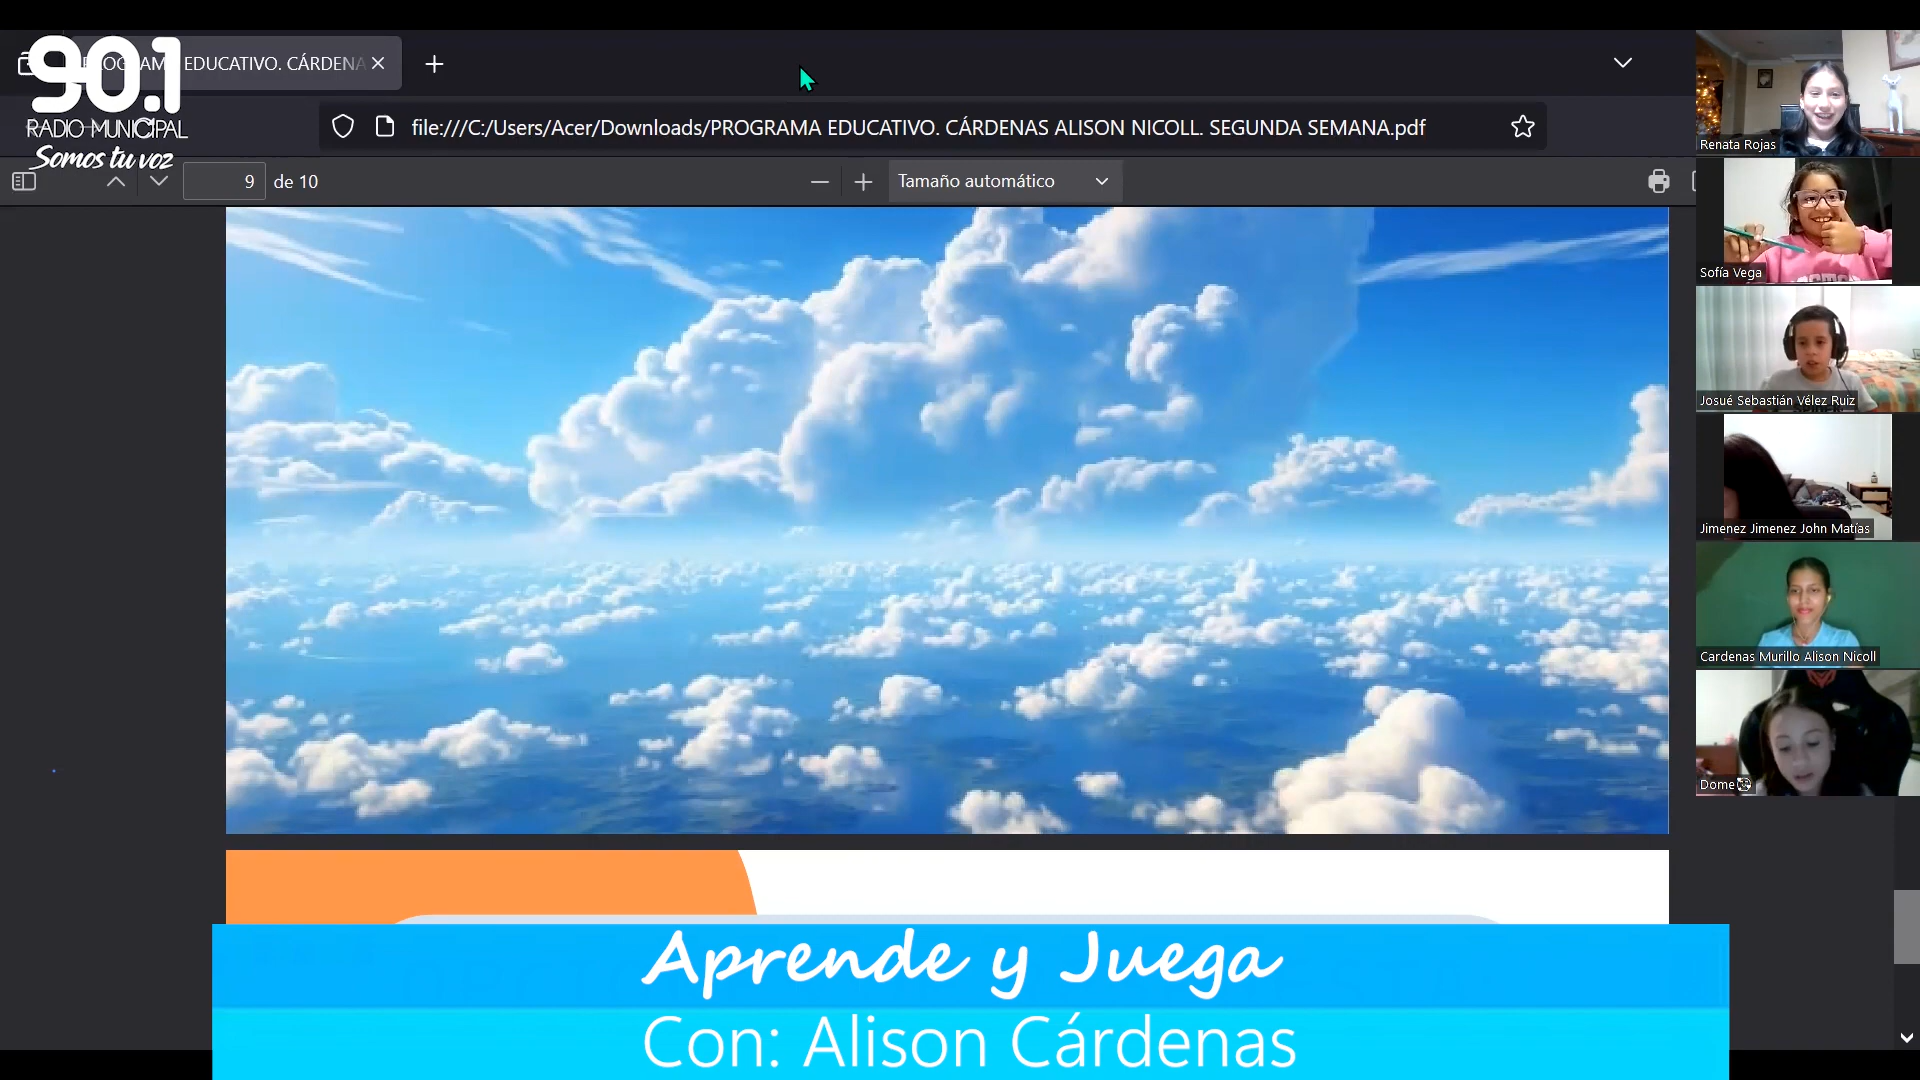 90.1
RADIO MUNICIPAL
Somos tu voz
EDUCATIVO. CÁRDENA
file:///C:/Users/Acer/Downloads/PROGRAMA EDUCATIVO. CÁRDENAS ALISON NICOLL. SEGUNDA SEMANA.pdf
9 de 10
Tamaño automático
Renata Rojas
Sofía Vega
Josué Sebastián Vélez Ruiz
Jimenez Jimenez John Matías
Cardenas Murillo Alison Nicoll
Dome
Aprende y Juega
Con: Alison Cárdenas